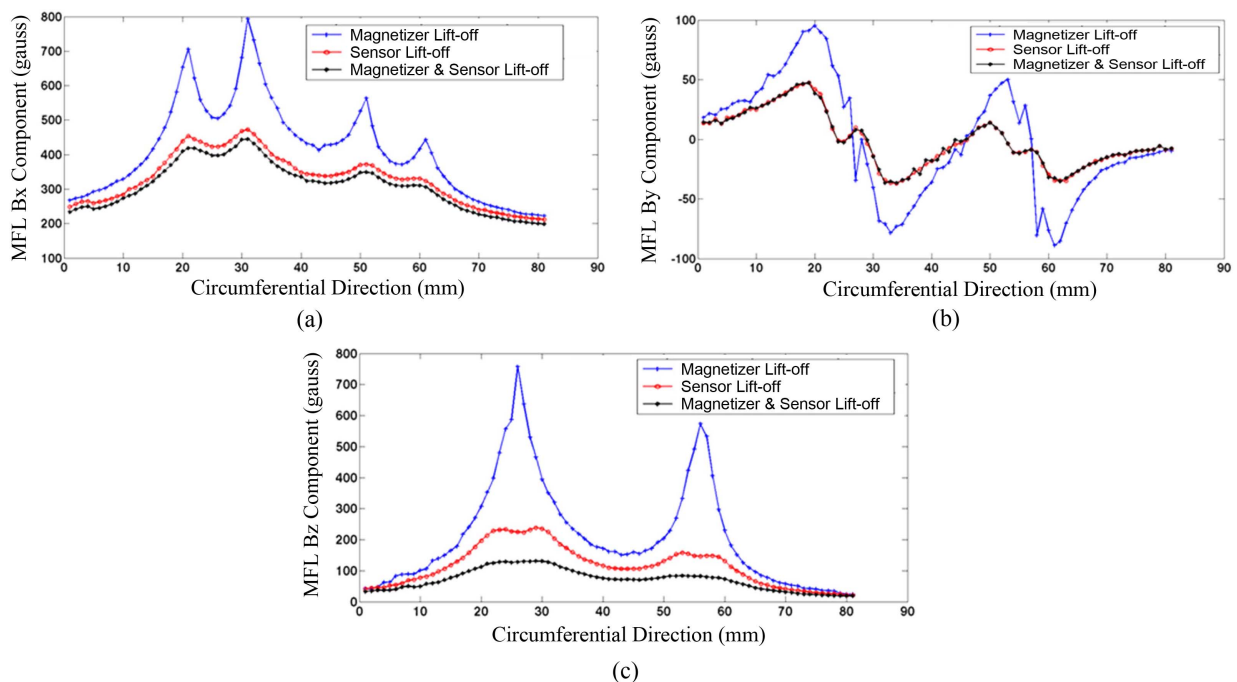 MFL Bx Component (gauss)
800
700
600
500
400
300
200
100
Magnetizer Lift-off
Sensor Lift-off
Magnetizer & Sensor Lift-off
0 10 20 30 40 50 60 70 80 90
Circumferential Direction (mm)
(a)
MFL By Component (gauss)
100
50
0
-50
-100
Magnetizer Lift-off
Sensor Lift-off
Magnetizer & Sensor Lift-off
0 10 20 30 40 50 60 70 80 90
Circumferential Direction (mm)
(b)
MFL Bz Component (gauss)
800
700
600
500
400
300
200
100
0
Magnetizer Lift-off
Sensor Lift-off
Magnetizer & Sensor Lift-off
0 10 20 30 40 50 60 70 80 90
Circumferential Direction (mm)
(c)